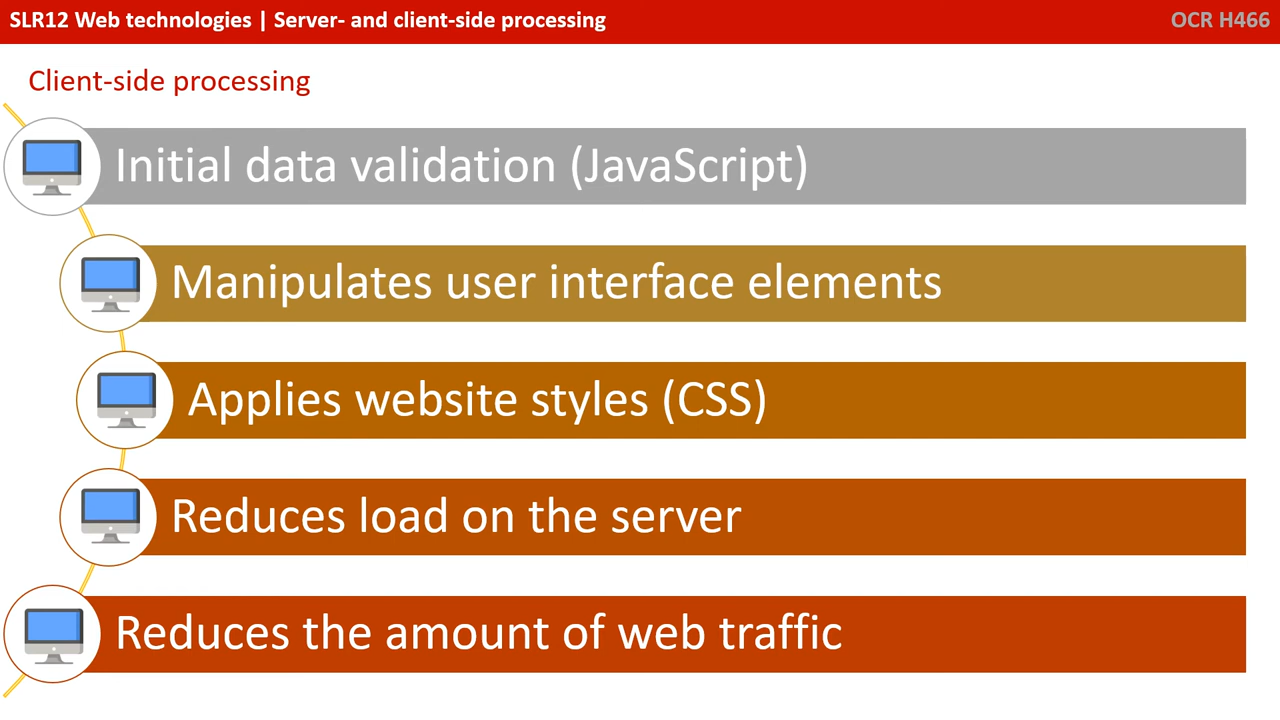 SLR12 Web technologies | Server- and client-side processing
OCR H466
Client-side processing
Initial data validation (JavaScript)
Manipulates user interface elements
Applies website styles (CSS)
Reduces load on the server
Reduces the amount of web traffic